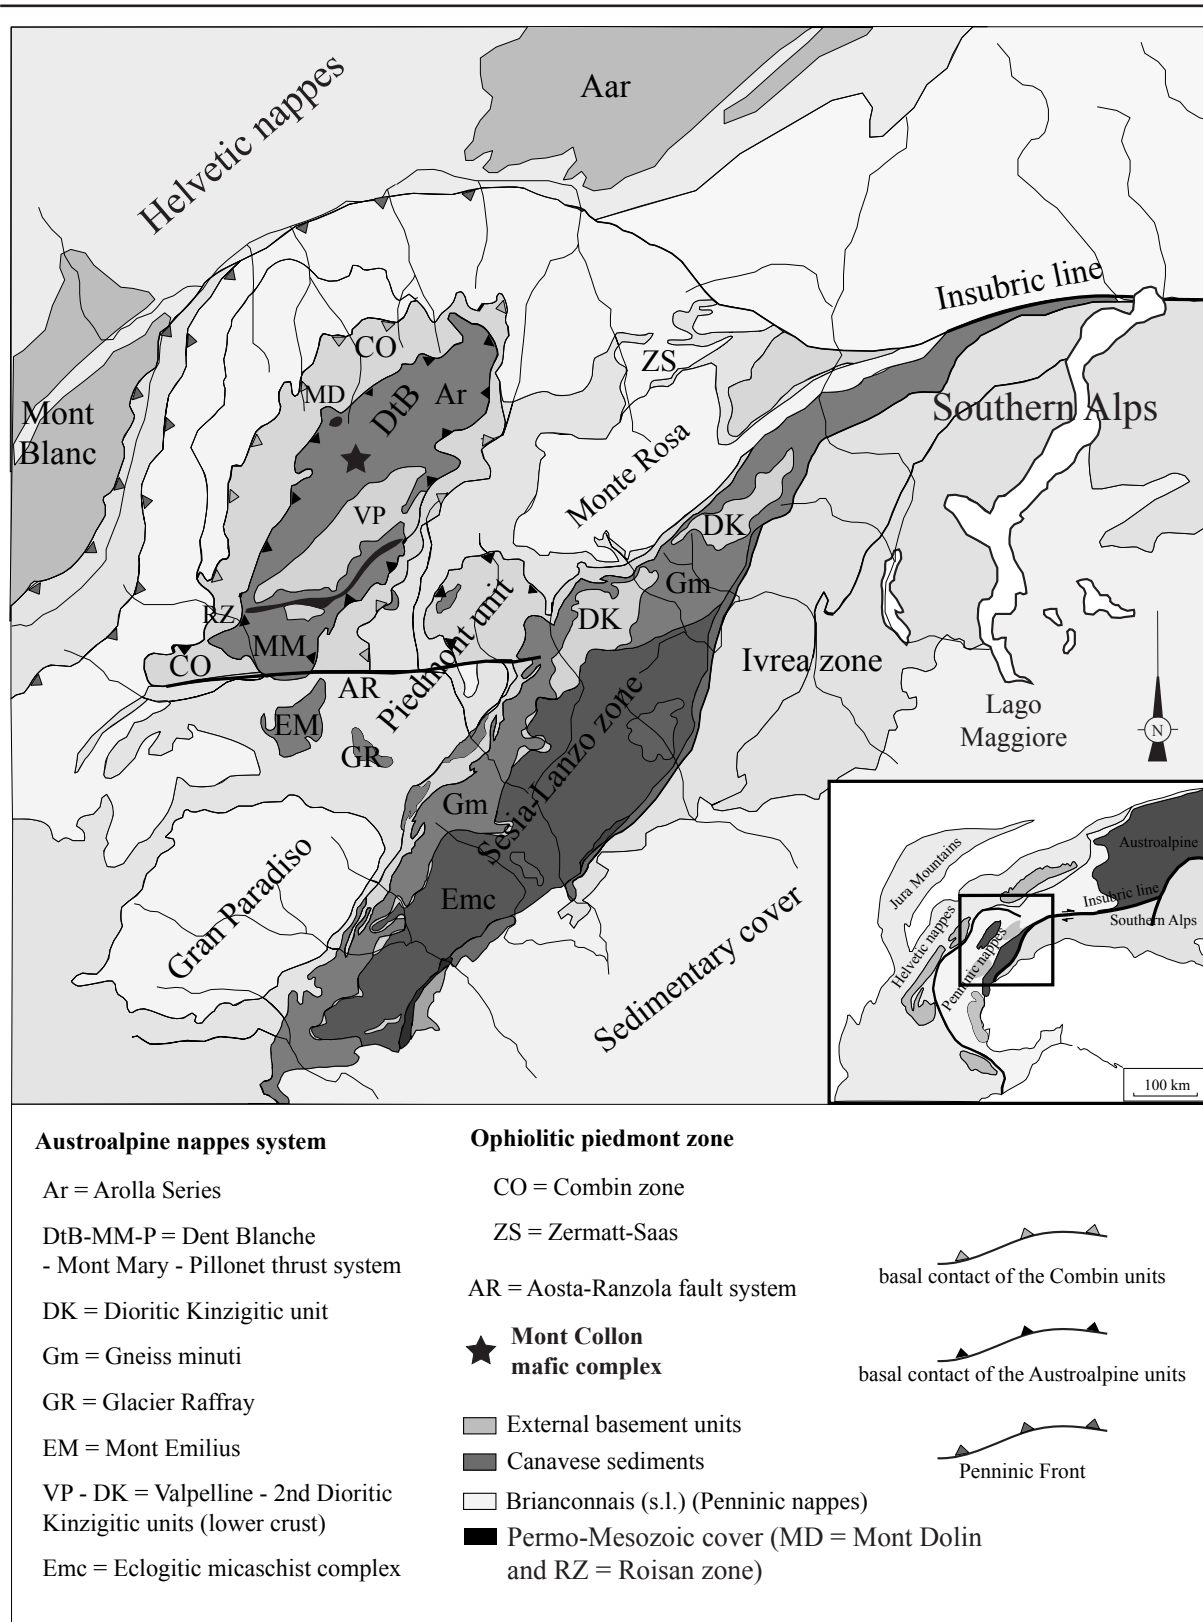 Helvetic nappes
Aar
Insubric line
CO
ZS
MD
DtB
Ar
Southern Alps
Mont
Blanc
Monte Rosa
VP
DK
Gm
RZ
DK
MM
CO
Piedmont unit
Ivrea zone
AR
EM
GR
Lago
Maggiore
N
Sesia-Lanzo zone
Gm
Gran Paradiso
Emc
Sedimentary cover
Jura Mountains
Austroalpine
Insubric line
Southern Alps
Helvetic nappes
Penninic nappes
100 km
Austroalpine nappes system
Ar = Arolla Series
DtB-MM-P = Dent Blanche
- Mont Mary - Pillonet thrust system
DK = Dioritic Kinzigitic unit
Gm = Gneiss minuti
GR = Glacier Raffray
EM = Mont Emilius
VP - DK = Valpelline - 2nd Dioritic
Kinzigitic units (lower crust)
Emc = Eclogitic micaschist complex
Ophiolitic piedmont zone
CO = Combin zone
ZS = Zermatt-Saas
AR = Aosta-Ranzola fault system
Mont Collon
mafic complex
External basement units
Canavese sediments
Brianconnais (s.l.) (Penninic nappes)
Permo-Mesozoic cover (MD = Mont Dolin
and RZ = Roisan zone)
basal contact of the Combin units
basal contact of the Austroalpine units
Penninic Front